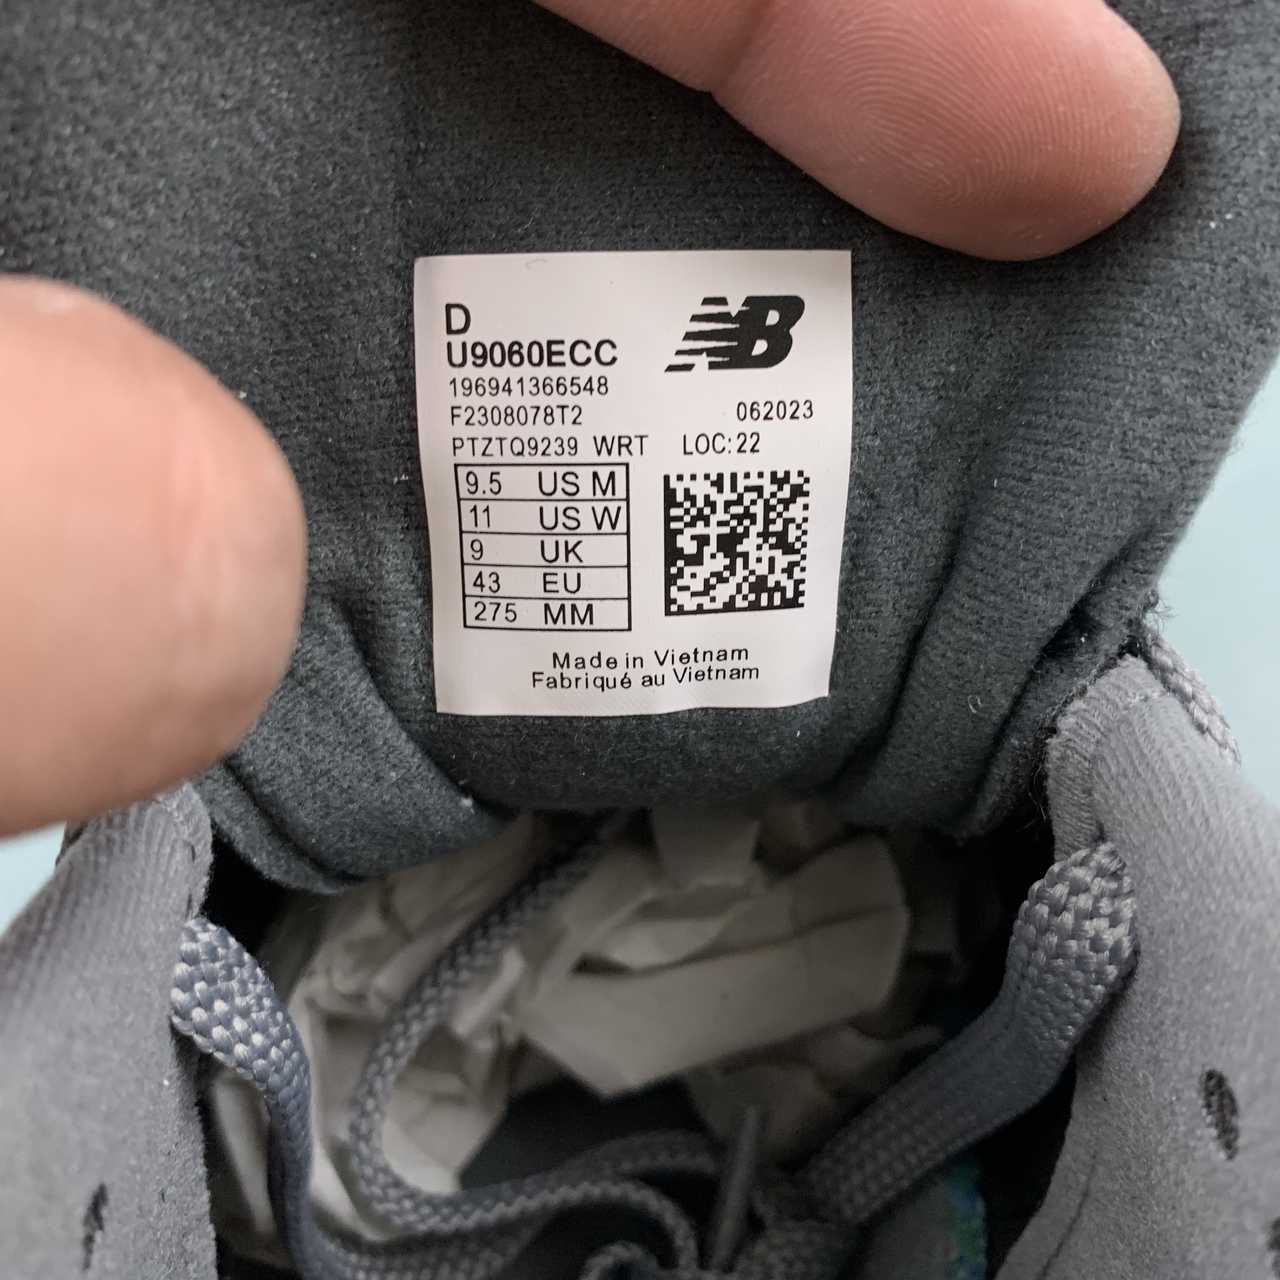 D
NB
U9060ECC
196941366548
F2308078T2 062023
PTZTQ9239 WRT LOC:22
9.5 US M
11 US W
9 UK
43 EU
275 MM
Made in Vietnam
Fabriqué au Vietnam